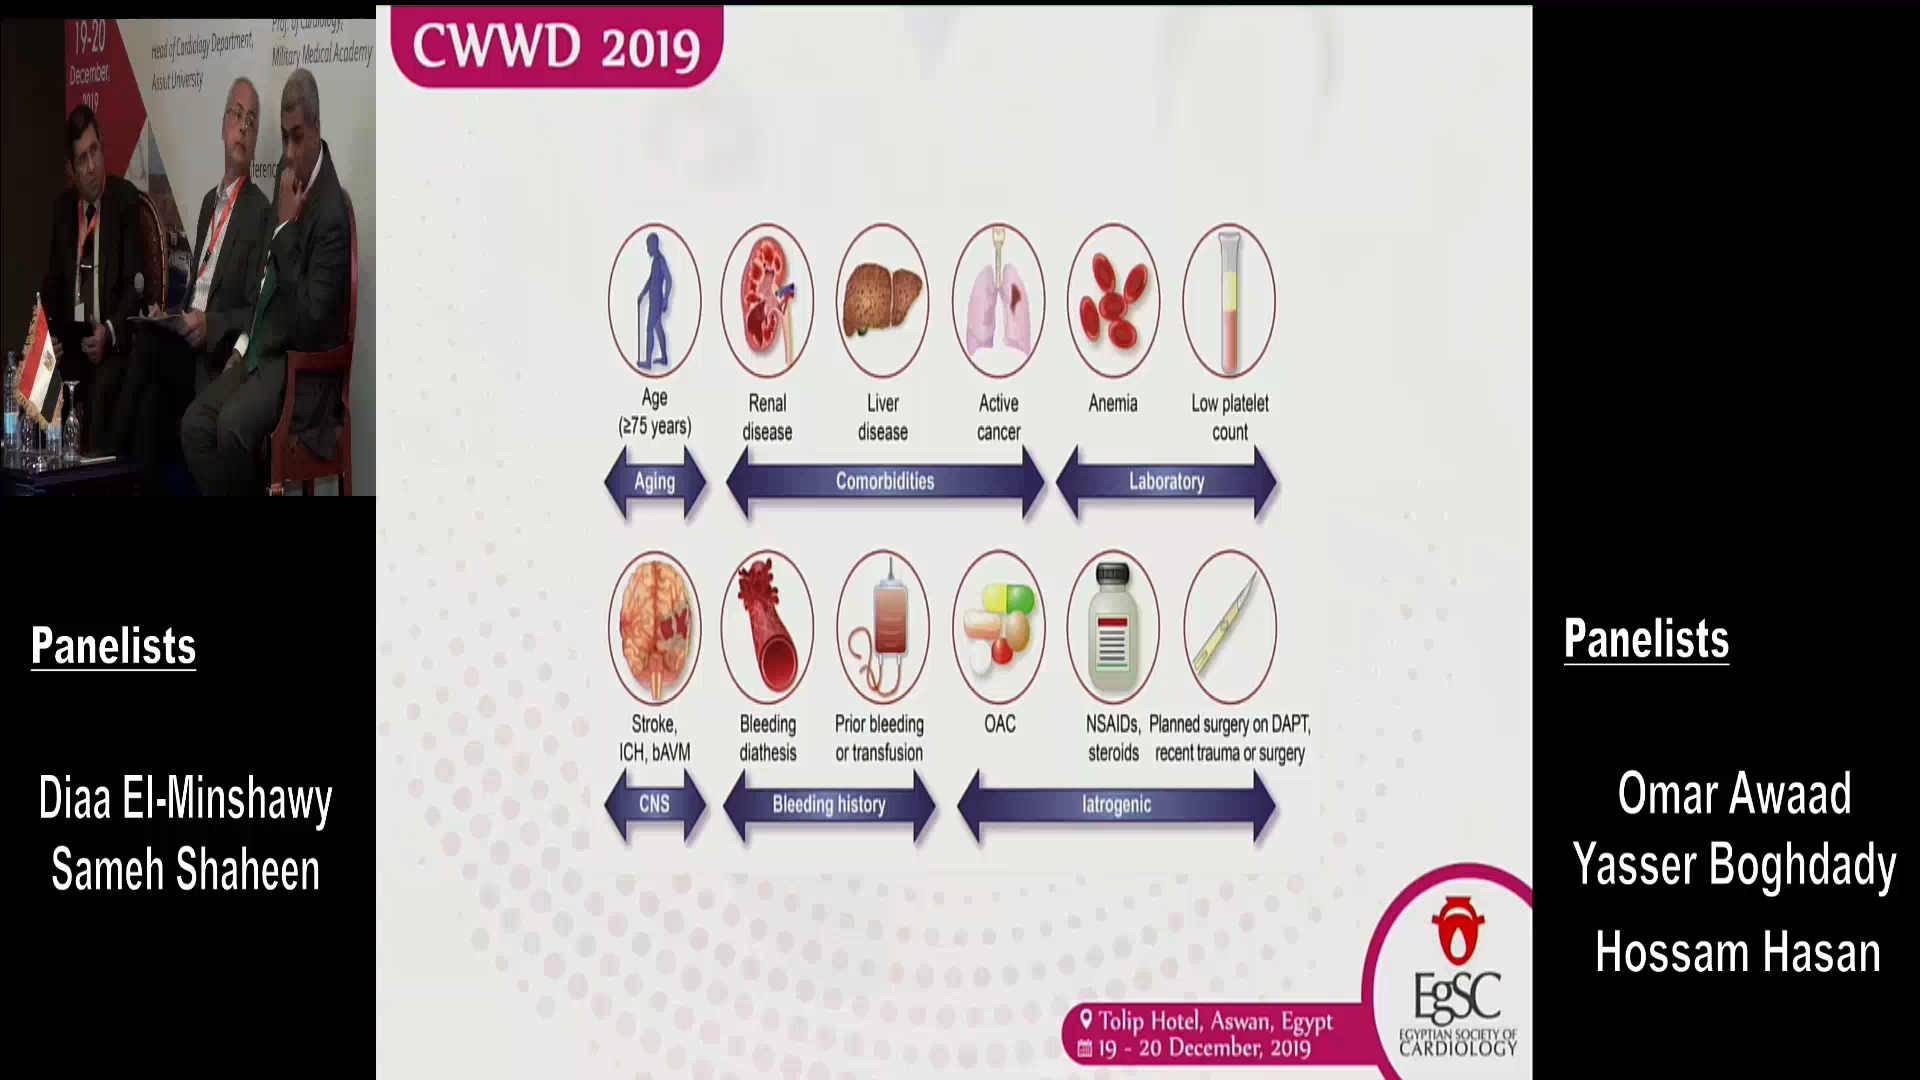 19-20
December,
2019
Head of Cardiology Department,
Assiut University
Prof. of Cardiology,
Military Medical Academy
CWWD 2019
Age
(≥75 years)
Renal
disease
Liver
disease
Active
cancer
Anemia
Low platelet
count
Aging
Comorbidities
Laboratory
Stroke,
ICH, bAVM
Bleeding
diathesis
Prior bleeding
or transfusion
OAC
NSAIDs,
steroids
Planned surgery on DAPT,
recent trauma or surgery
CNS
Bleeding history
Iatrogenic
Panelists
Diaa El-Minshawy
Sameh Shaheen
Panelists
Omar Awaad
Yasser Boghdady
Hossam Hasan
EgSC
EGYPTIAN SOCIETY OF
CARDIOLOGY
Tolip Hotel, Aswan, Egypt
19 - 20 December, 2019